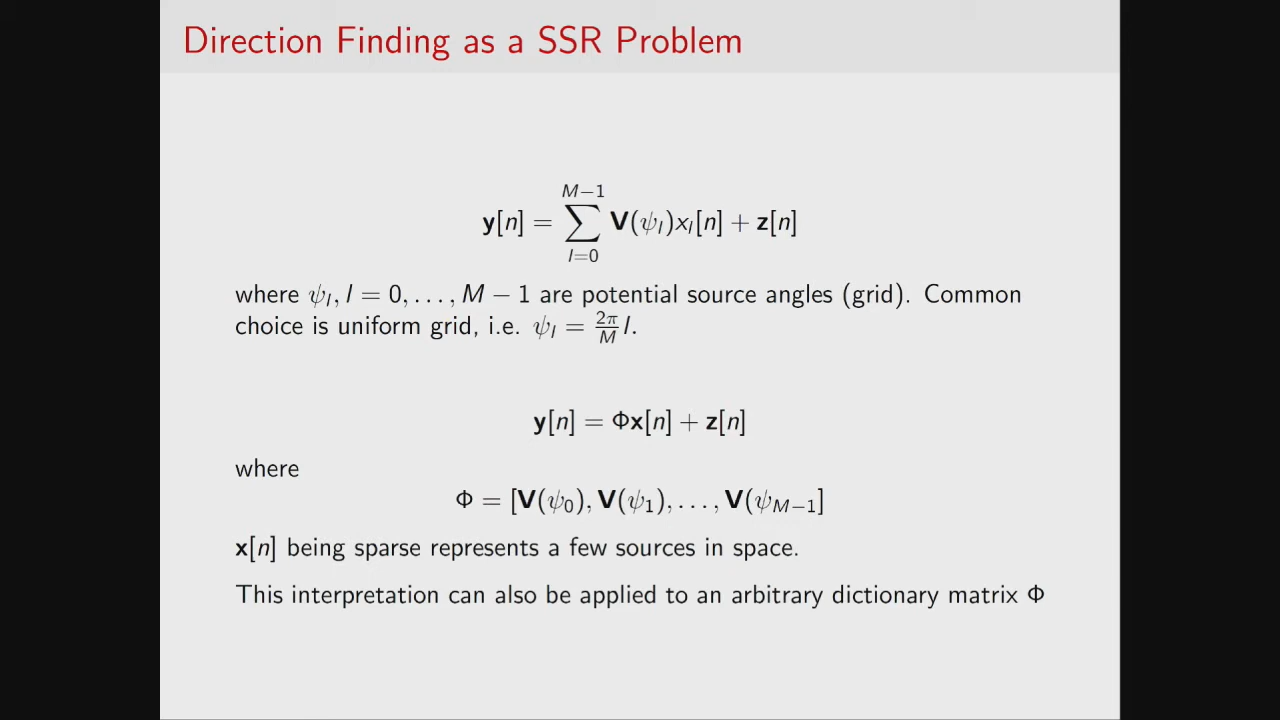 Direction Finding as a SSR Problem
y[n] = \sum_{l=0}^{M−1} V(ψ_l)x_l[n] + z[n]
where ψ_l, l = 0, . . . , M − 1 are potential source angles (grid). Common
choice is uniform grid, i.e. ψ_l = \frac{2π}{M} l.
y[n] = Φx[n] + z[n]
where
Φ = [V(ψ_0), V(ψ_1), . . . , V(ψ_{M−1}]
x[n] being sparse represents a few sources in space.
This interpretation can also be applied to an arbitrary dictionary matrix Φ